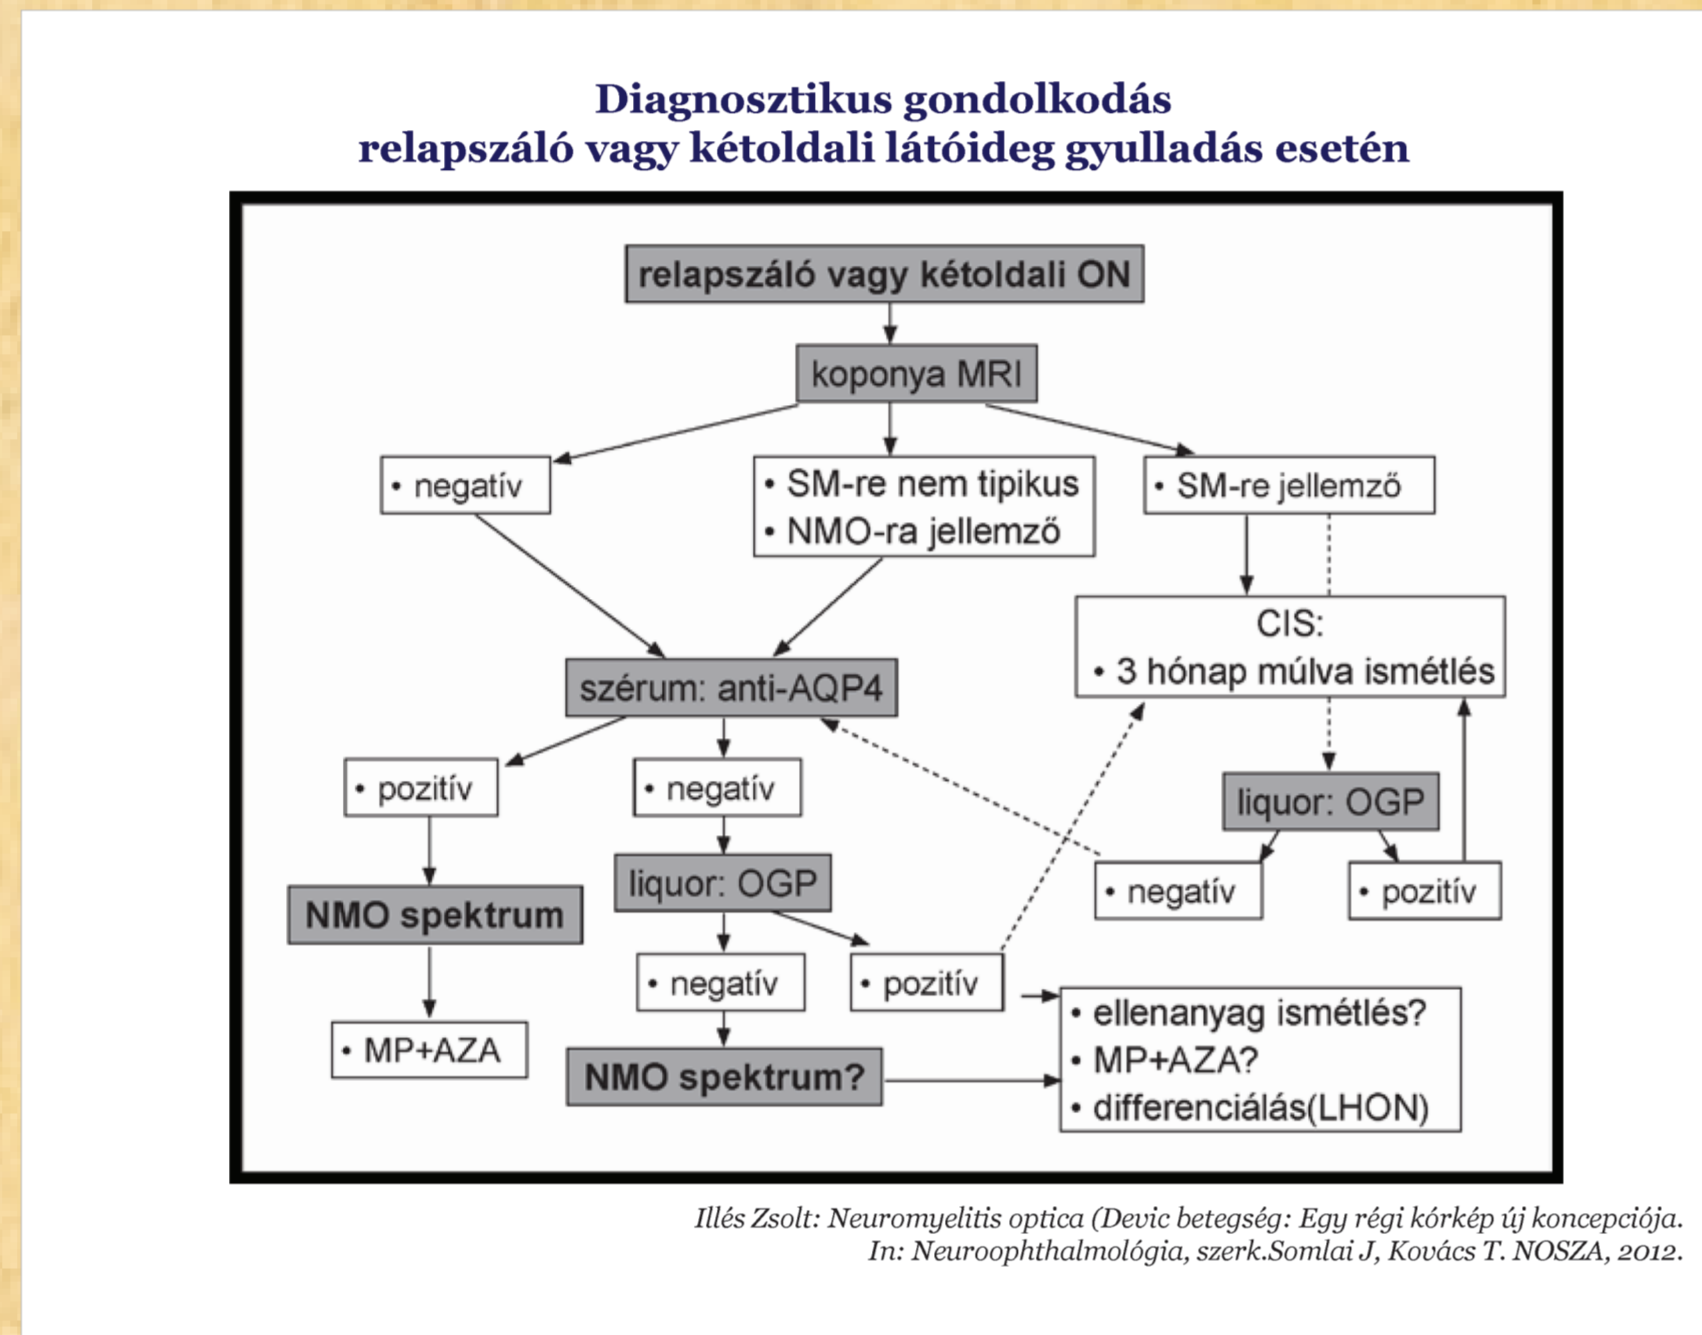 Diagnosztikus gondolkodás
relapszáló vagy kétoldali látóideg gyulladás esetén
relapszáló vagy kétoldali ON
koponya MRI
• negatív
• SM-re nem tipikus
• NMO-ra jellemző
• SM-re jellemző
CIS:
• 3 hónap múlva ismétlés
szérum: anti-AQP4
• pozitív
• negatív
liquor: OGP
liquor: OGP
• negatív
• pozitív
NMO spektrum
• negatív
• pozitív
• MP+AZA
NMO spektrum?
• ellenanyag ismétlés?
• MP+AZA?
• differenciálás(LHON)
Illés Zsolt: Neuromyelitis optica (Devic betegség: Egy régi kórkép új koncepciója.
In: Neuroophthalmológia, szerk.Somlai J, Kovács T. NOSZA, 2012.